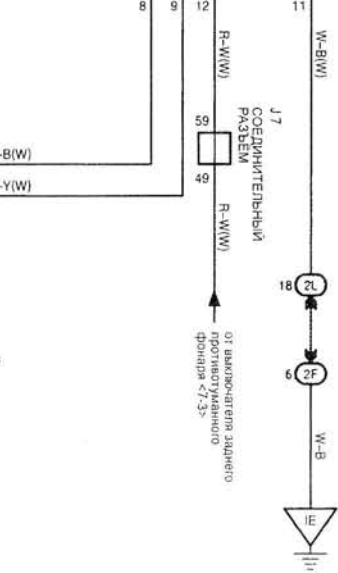 8
9
12
11
R-W(W)
W-B(W)
59
J 7
СОЕДИНИТЕЛЬНЫЙ
РАЗЪЕМ
-B(W)
49
-Y(W)
R-W(W)
18
2L
от выключателя заднего
противотуманного
фонаря <7-3>
6
2F
W-B
IE